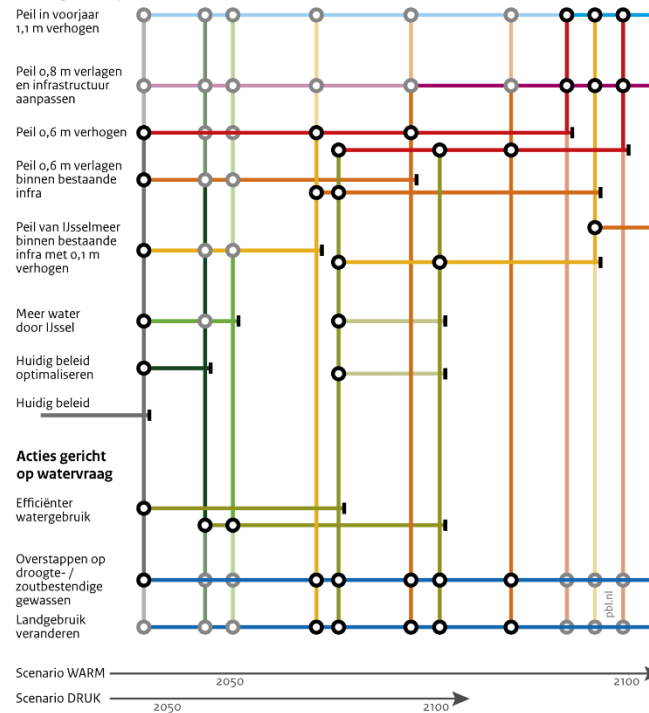 Peil in voorjaar
1,1 m verhogen
Peil 0,8 m verlagen
en infrastructuur
aanpassen
Peil 0,6 m verhogen
Peil 0,6 m verlagen
binnen bestaande
infra
Peil van IJsselmeer
binnen bestaande
infra met 0,1 m
verhogen
Meer water
door IJssel
Huidig beleid
optimaliseren
Huidig beleid
Acties gericht
op watervraag
Efficiënter
watergebruik
Overstappen op
droogte- /
zoutbestendige
gewassen
Landgebruik
veranderen
pbl.nl
Scenario WARM
2050
2100
Scenario DRUK
2050
2100